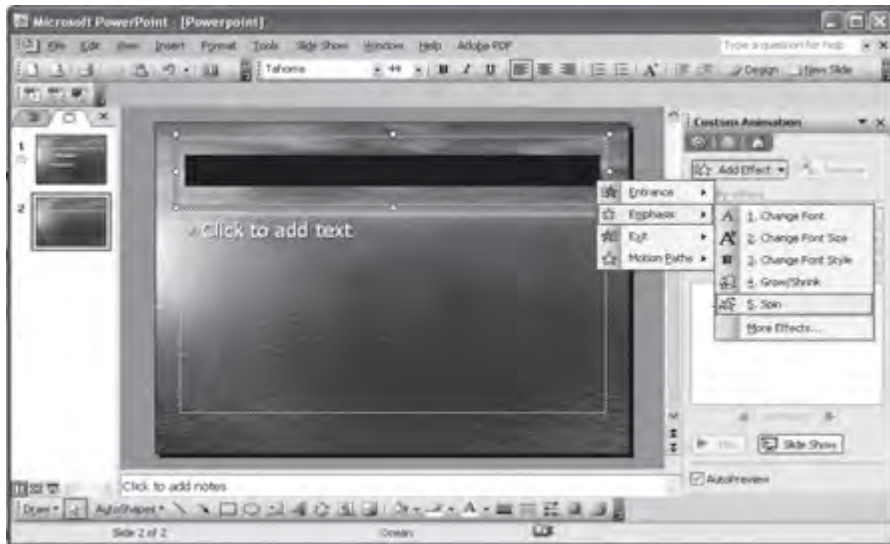 Microsoft PowerPoint - [Powerpoint]
File Edit View Insert Format Tools Slide Show Window Help Adobe PDF
Type a question for help
Tahoma 44 B I U Design New Slide
1
2
Click to add text
Custom Animation
Add Effect
Entrance
Emphasis
Exit
Motion Paths
1. Change Font
2. Change Font Size
3. Change Font Style
4. Grow/Shrink
5. Spin
More Effects...
Slide Show
AutoPreview
Click to add notes
Draw AutoShapes
Slide 2 of 2 Ocean